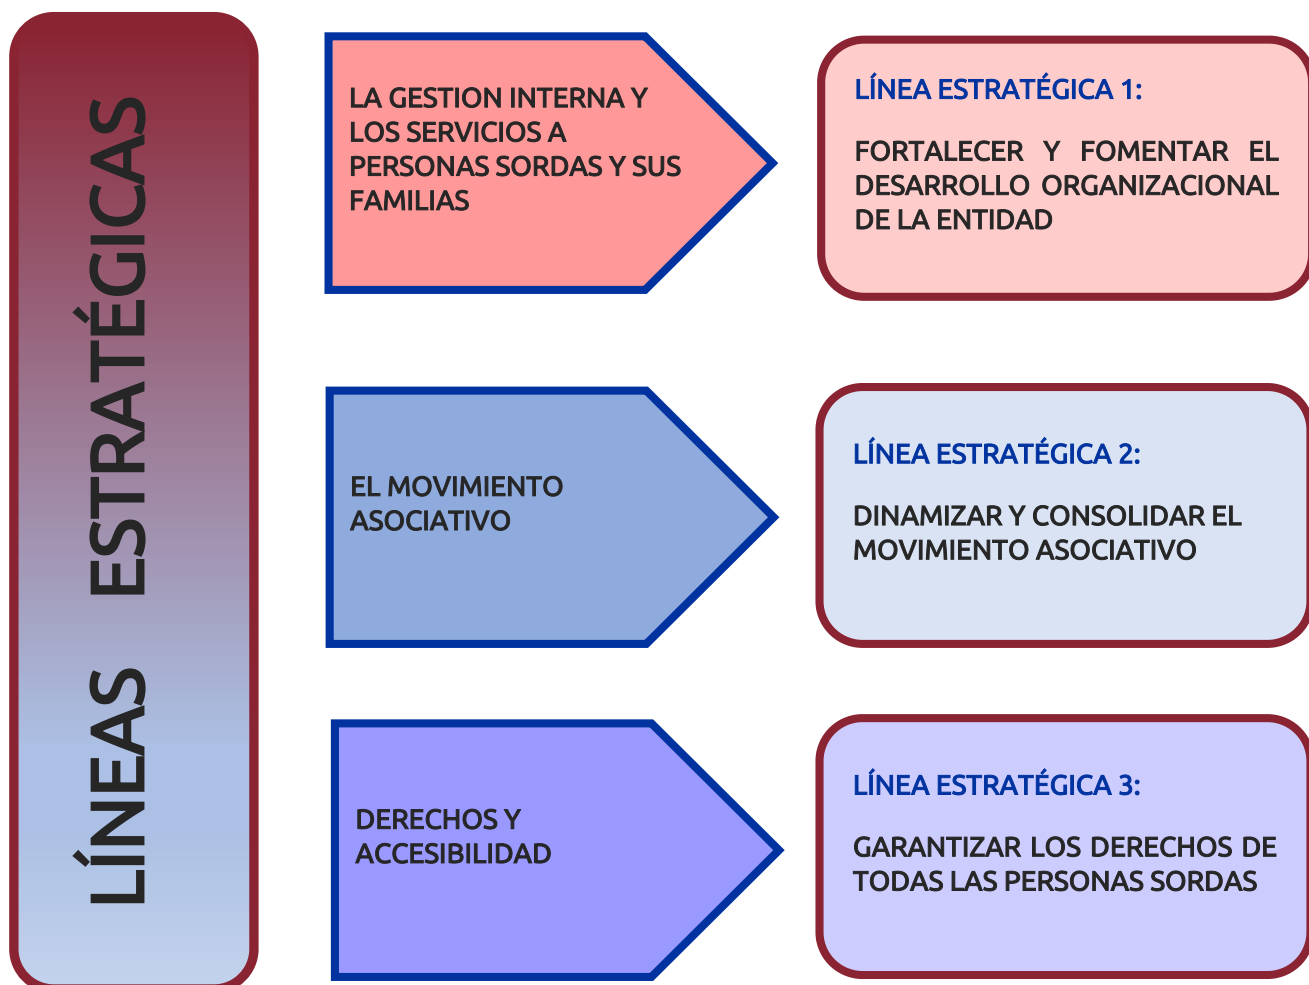 LÍNEAS ESTRATÉGICAS
LA GESTION INTERNA Y
LOS SERVICIOS A
PERSONAS SORDAS Y SUS
FAMILIAS
LÍNEA ESTRATÉGICA 1:
FORTALECER Y FOMENTAR EL
DESARROLLO ORGANIZACIONAL
DE LA ENTIDAD
EL MOVIMIENTO
ASOCIATIVO
LÍNEA ESTRATÉGICA 2:
DINAMIZAR Y CONSOLIDAR EL
MOVIMIENTO ASOCIATIVO
DERECHOS Y
ACCESIBILIDAD
LÍNEA ESTRATÉGICA 3:
GARANTIZAR LOS DERECHOS DE
TODAS LAS PERSONAS SORDAS